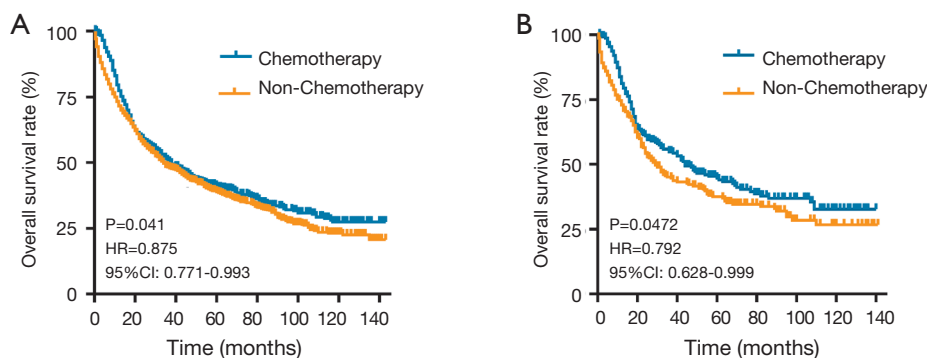 A
Overall survival rate (%)
100
75
50
25
0
Chemotherapy
Non-Chemotherapy
P=0.041
HR=0.875
95%CI: 0.771-0.993
0 20 40 60 80 100 120 140
Time (months)
B
Overall survival rate (%)
100
75
50
25
0
Chemotherapy
Non-Chemotherapy
P=0.0472
HR=0.792
95%CI: 0.628-0.999
0 20 40 60 80 100 120 140
Time (months)